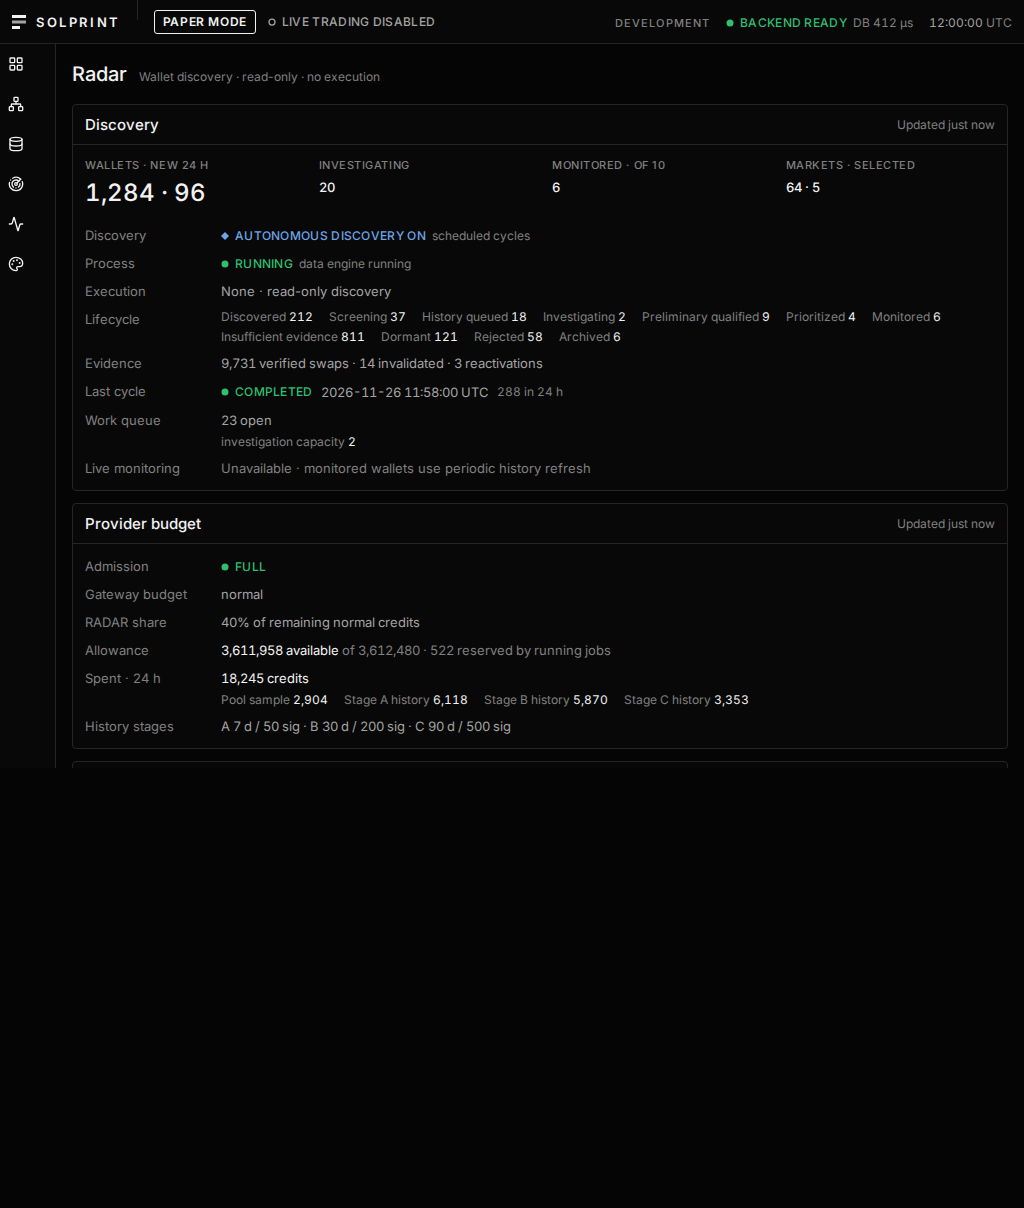 SOLPRINT PAPER MODE LIVE TRADING DISABLED DEVELOPMENT BACKEND READY DB 412 µs 12:00:00 UTC
Radar Wallet discovery · read-only · no execution
Discovery Updated just now
WALLETS · NEW 24 H INVESTIGATING MONITORED · OF 10 MARKETS · SELECTED
1,284 · 96 20 6 64 · 5
Discovery AUTONOMOUS DISCOVERY ON scheduled cycles
Process RUNNING data engine running
Execution None · read-only discovery
Lifecycle Discovered 212 Screening 37 History queued 18 Investigating 2 Preliminary qualified 9 Prioritized 4 Monitored 6
Insufficient evidence 811 Dormant 121 Rejected 58 Archived 6
Evidence 9,731 verified swaps · 14 invalidated · 3 reactivations
Last cycle COMPLETED 2026-11-26 11:58:00 UTC 288 in 24 h
Work queue 23 open
investigation capacity 2
Live monitoring Unavailable · monitored wallets use periodic history refresh
Provider budget Updated just now
Admission FULL
Gateway budget normal
RADAR share 40% of remaining normal credits
Allowance 3,611,958 available of 3,612,480 · 522 reserved by running jobs
Spent · 24 h 18,245 credits
Pool sample 2,904 Stage A history 6,118 Stage B history 5,870 Stage C history 3,353
History stages A 7 d / 50 sig · B 30 d / 200 sig · C 90 d / 500 sig